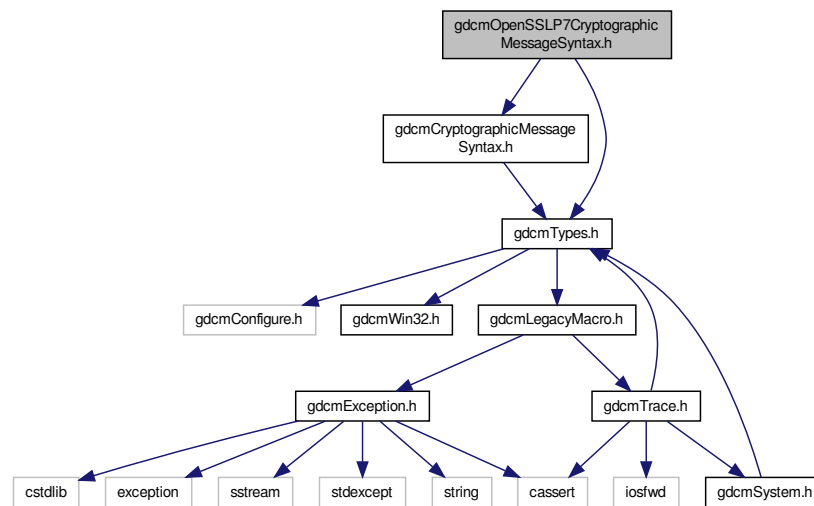 gdcmOpenSSLP7Cryptographic
MessageSyntax.h
gdcmCryptographicMessage
Syntax.h
gdcmTypes.h
gdcmConfigure.h
gdcmWin32.h
gdcmLegacyMacro.h
gdcmException.h
gdcmTrace.h
cstdlib
exception
sstream
stdexcept
string
cassert
iosfwd
gdcmSystem.h